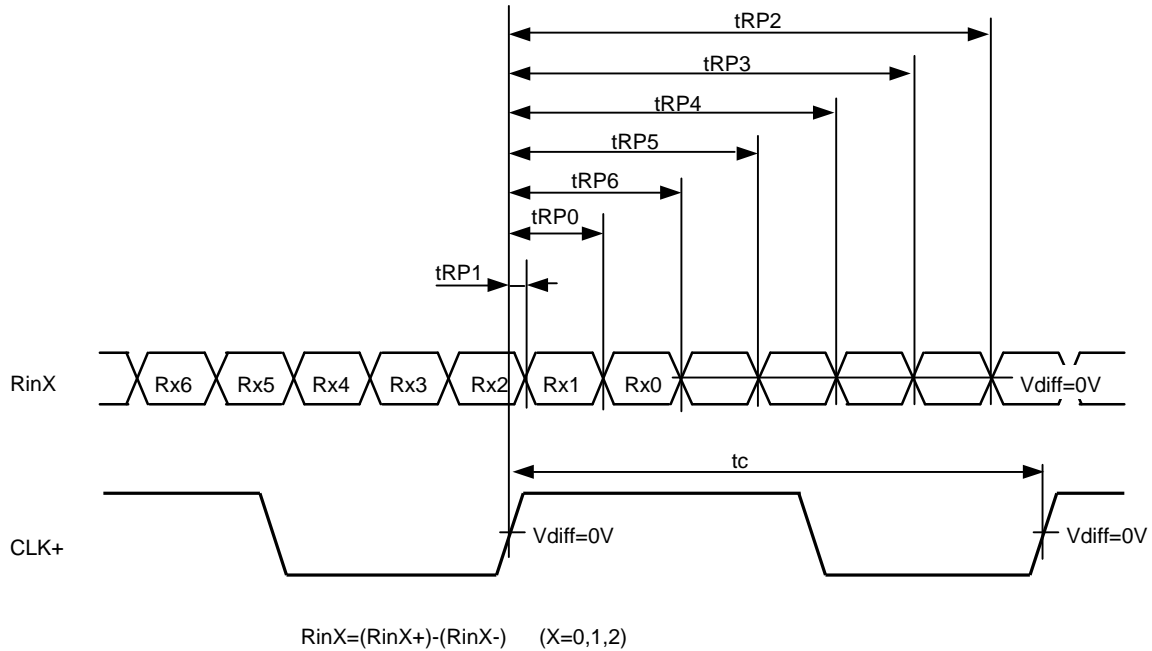 tRP2
tRP3
tRP4
tRP5
tRP6
tRP0
tRP1
RinX Rx6 Rx5 Rx4 Rx3 Rx2 Rx1 Rx0 Vdiff=0V
tc
CLK+ Vdiff=0V Vdiff=0V
RinX=(RinX+)-(RinX-) (X=0,1,2)